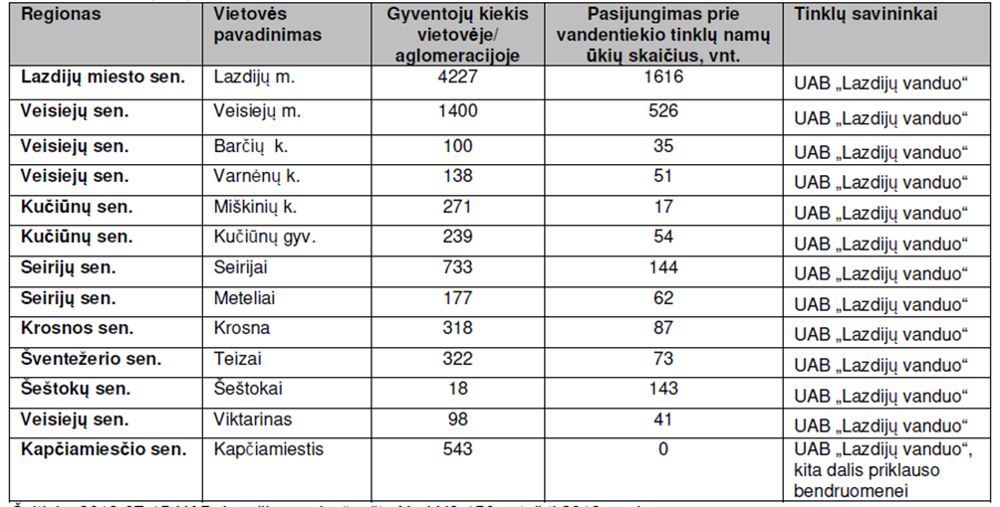 Regionas Vietovės pavadinimas Gyventojų kiekis vietovėje/ aglomeracijoje Pasijungimas prie vandentiekio tinklų namų ūkių skaičius, vnt. Tinklų savininkai
Lazdijų miesto sen. Lazdijų m. 4227 1616 UAB „Lazdijų vanduo“
Veisiejų sen. Veisiejų m. 1400 526 UAB „Lazdijų vanduo“
Veisiejų sen. Barčių k. 100 35 UAB „Lazdijų vanduo“
Veisiejų sen. Varnėnų k. 138 51 UAB „Lazdijų vanduo“
Kučiūnų sen. Miškinių k. 271 17 UAB „Lazdijų vanduo“
Kučiūnų sen. Kučiūnų gyv. 239 54 UAB „Lazdijų vanduo“
Seirijų sen. Seirijai 733 144 UAB „Lazdijų vanduo“
Seirijų sen. Meteliai 177 62 UAB „Lazdijų vanduo“
Krosnos sen. Krosna 318 87 UAB „Lazdijų vanduo“
Šventežerio sen. Teizai 322 73 UAB „Lazdijų vanduo“
Šeštokų sen. Šeštokai 18 143 UAB „Lazdijų vanduo“
Veisiejų sen. Viktarinas 98 41 UAB „Lazdijų vanduo“
Kapčiamiesčio sen. Kapčiamiestis 543 0 UAB „Lazdijų vanduo“,
kita dalis priklauso
bendruomenei